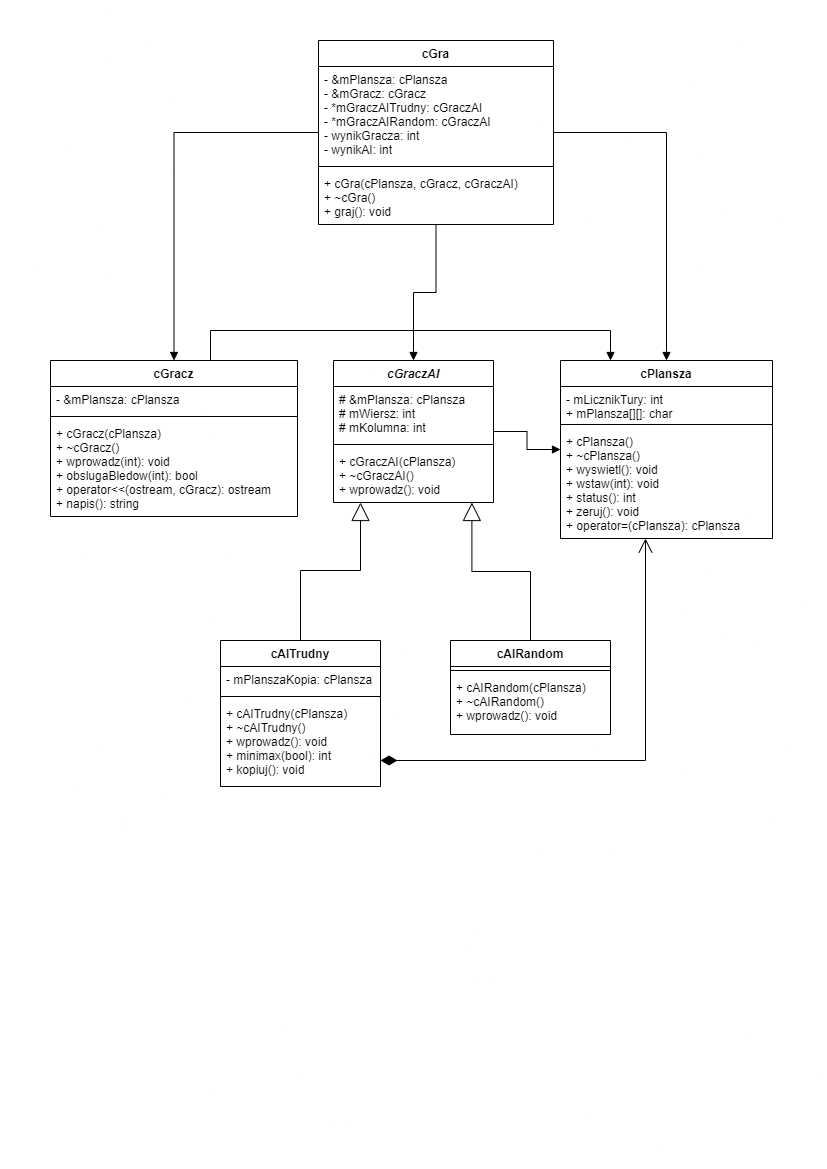 cGra
- &mPlansza: cPlansza
- &mGracz: cGracz
- *mGraczAITrudny: cGraczAI
- *mGraczAIRandom: cGraczAI
- wynikGracza: int
- wynikAI: int
+ cGra(cPlansza, cGracz, cGraczAI)
+ ~cGra()
+ graj(): void
cGracz
- &mPlansza: cPlansza
+ cGracz(cPlansza)
+ ~cGracz()
+ wprowadz(int): void
+ obslugaBledow(int): bool
+ operator<<(ostream, cGracz): ostream
+ napis(): string
cGraczAI
# &mPlansza: cPlansza
# mWiersz: int
# mKolumna: int
+ cGraczAI(cPlansza)
+ ~cGraczAI()
+ wprowadz(): void
cPlansza
- mLicznikTury: int
+ mPlansza[][]: char
+ cPlansza()
+ ~cPlansza()
+ wyswietl(): void
+ wstaw(int): void
+ status(): int
+ zeruj(): void
+ operator=(cPlansza): cPlansza
cAITrudny
- mPlanszaKopia: cPlansza
+ cAITrudny(cPlansza)
+ ~cAITrudny()
+ wprowadz(): void
+ minimax(bool): int
+ kopiuj(): void
cAIRandom
+ cAIRandom(cPlansza)
+ ~cAIRandom()
+ wprowadz(): void